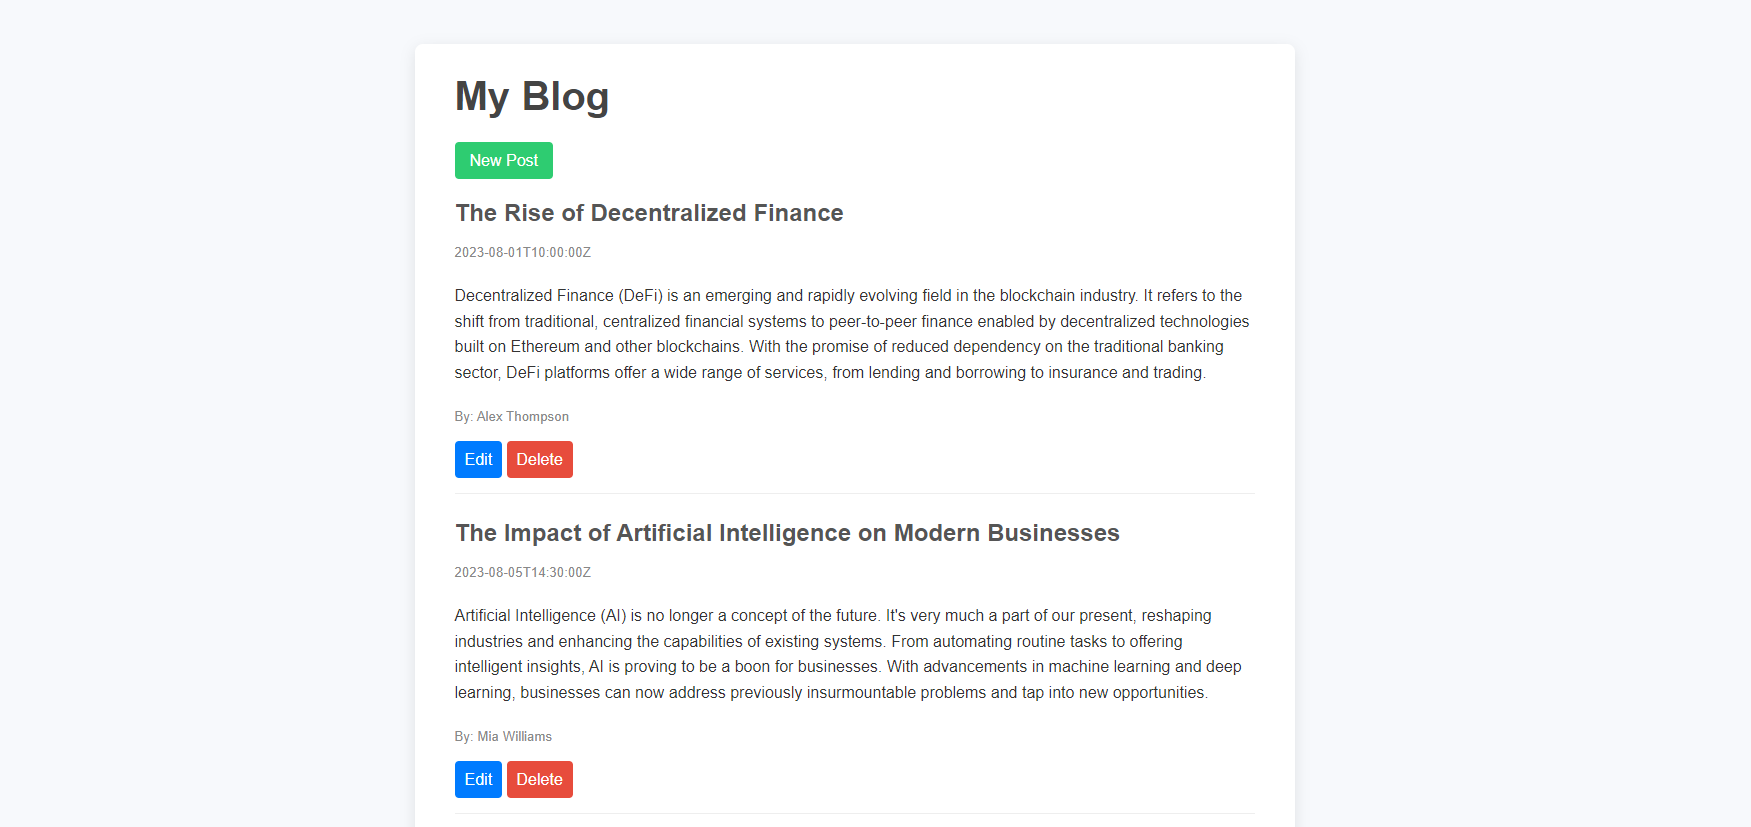 My Blog
New Post
The Rise of Decentralized Finance
2023-08-01T10:00:00Z
Decentralized Finance (DeFi) is an emerging and rapidly evolving field in the blockchain industry. It refers to the
shift from traditional, centralized financial systems to peer-to-peer finance enabled by decentralized technologies
built on Ethereum and other blockchains. With the promise of reduced dependency on the traditional banking
sector, DeFi platforms offer a wide range of services, from lending and borrowing to insurance and trading.
By: Alex Thompson
Edit Delete
The Impact of Artificial Intelligence on Modern Businesses
2023-08-05T14:30:00Z
Artificial Intelligence (AI) is no longer a concept of the future. It's very much a part of our present, reshaping
industries and enhancing the capabilities of existing systems. From automating routine tasks to offering
intelligent insights, AI is proving to be a boon for businesses. With advancements in machine learning and deep
learning, businesses can now address previously insurmountable problems and tap into new opportunities.
By: Mia Williams
Edit Delete